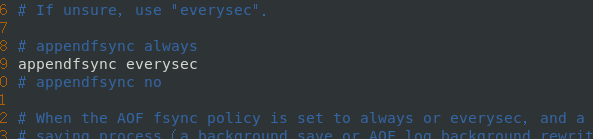 6 # If unsure, use "everysec".
7
8 # appendfsync always
9 appendfsync everysec
0 # appendfsync no
1
2 # When the AOF fsync policy is set to always or everysec, and a
3 # saving process (a background save or AOF log background rewrit